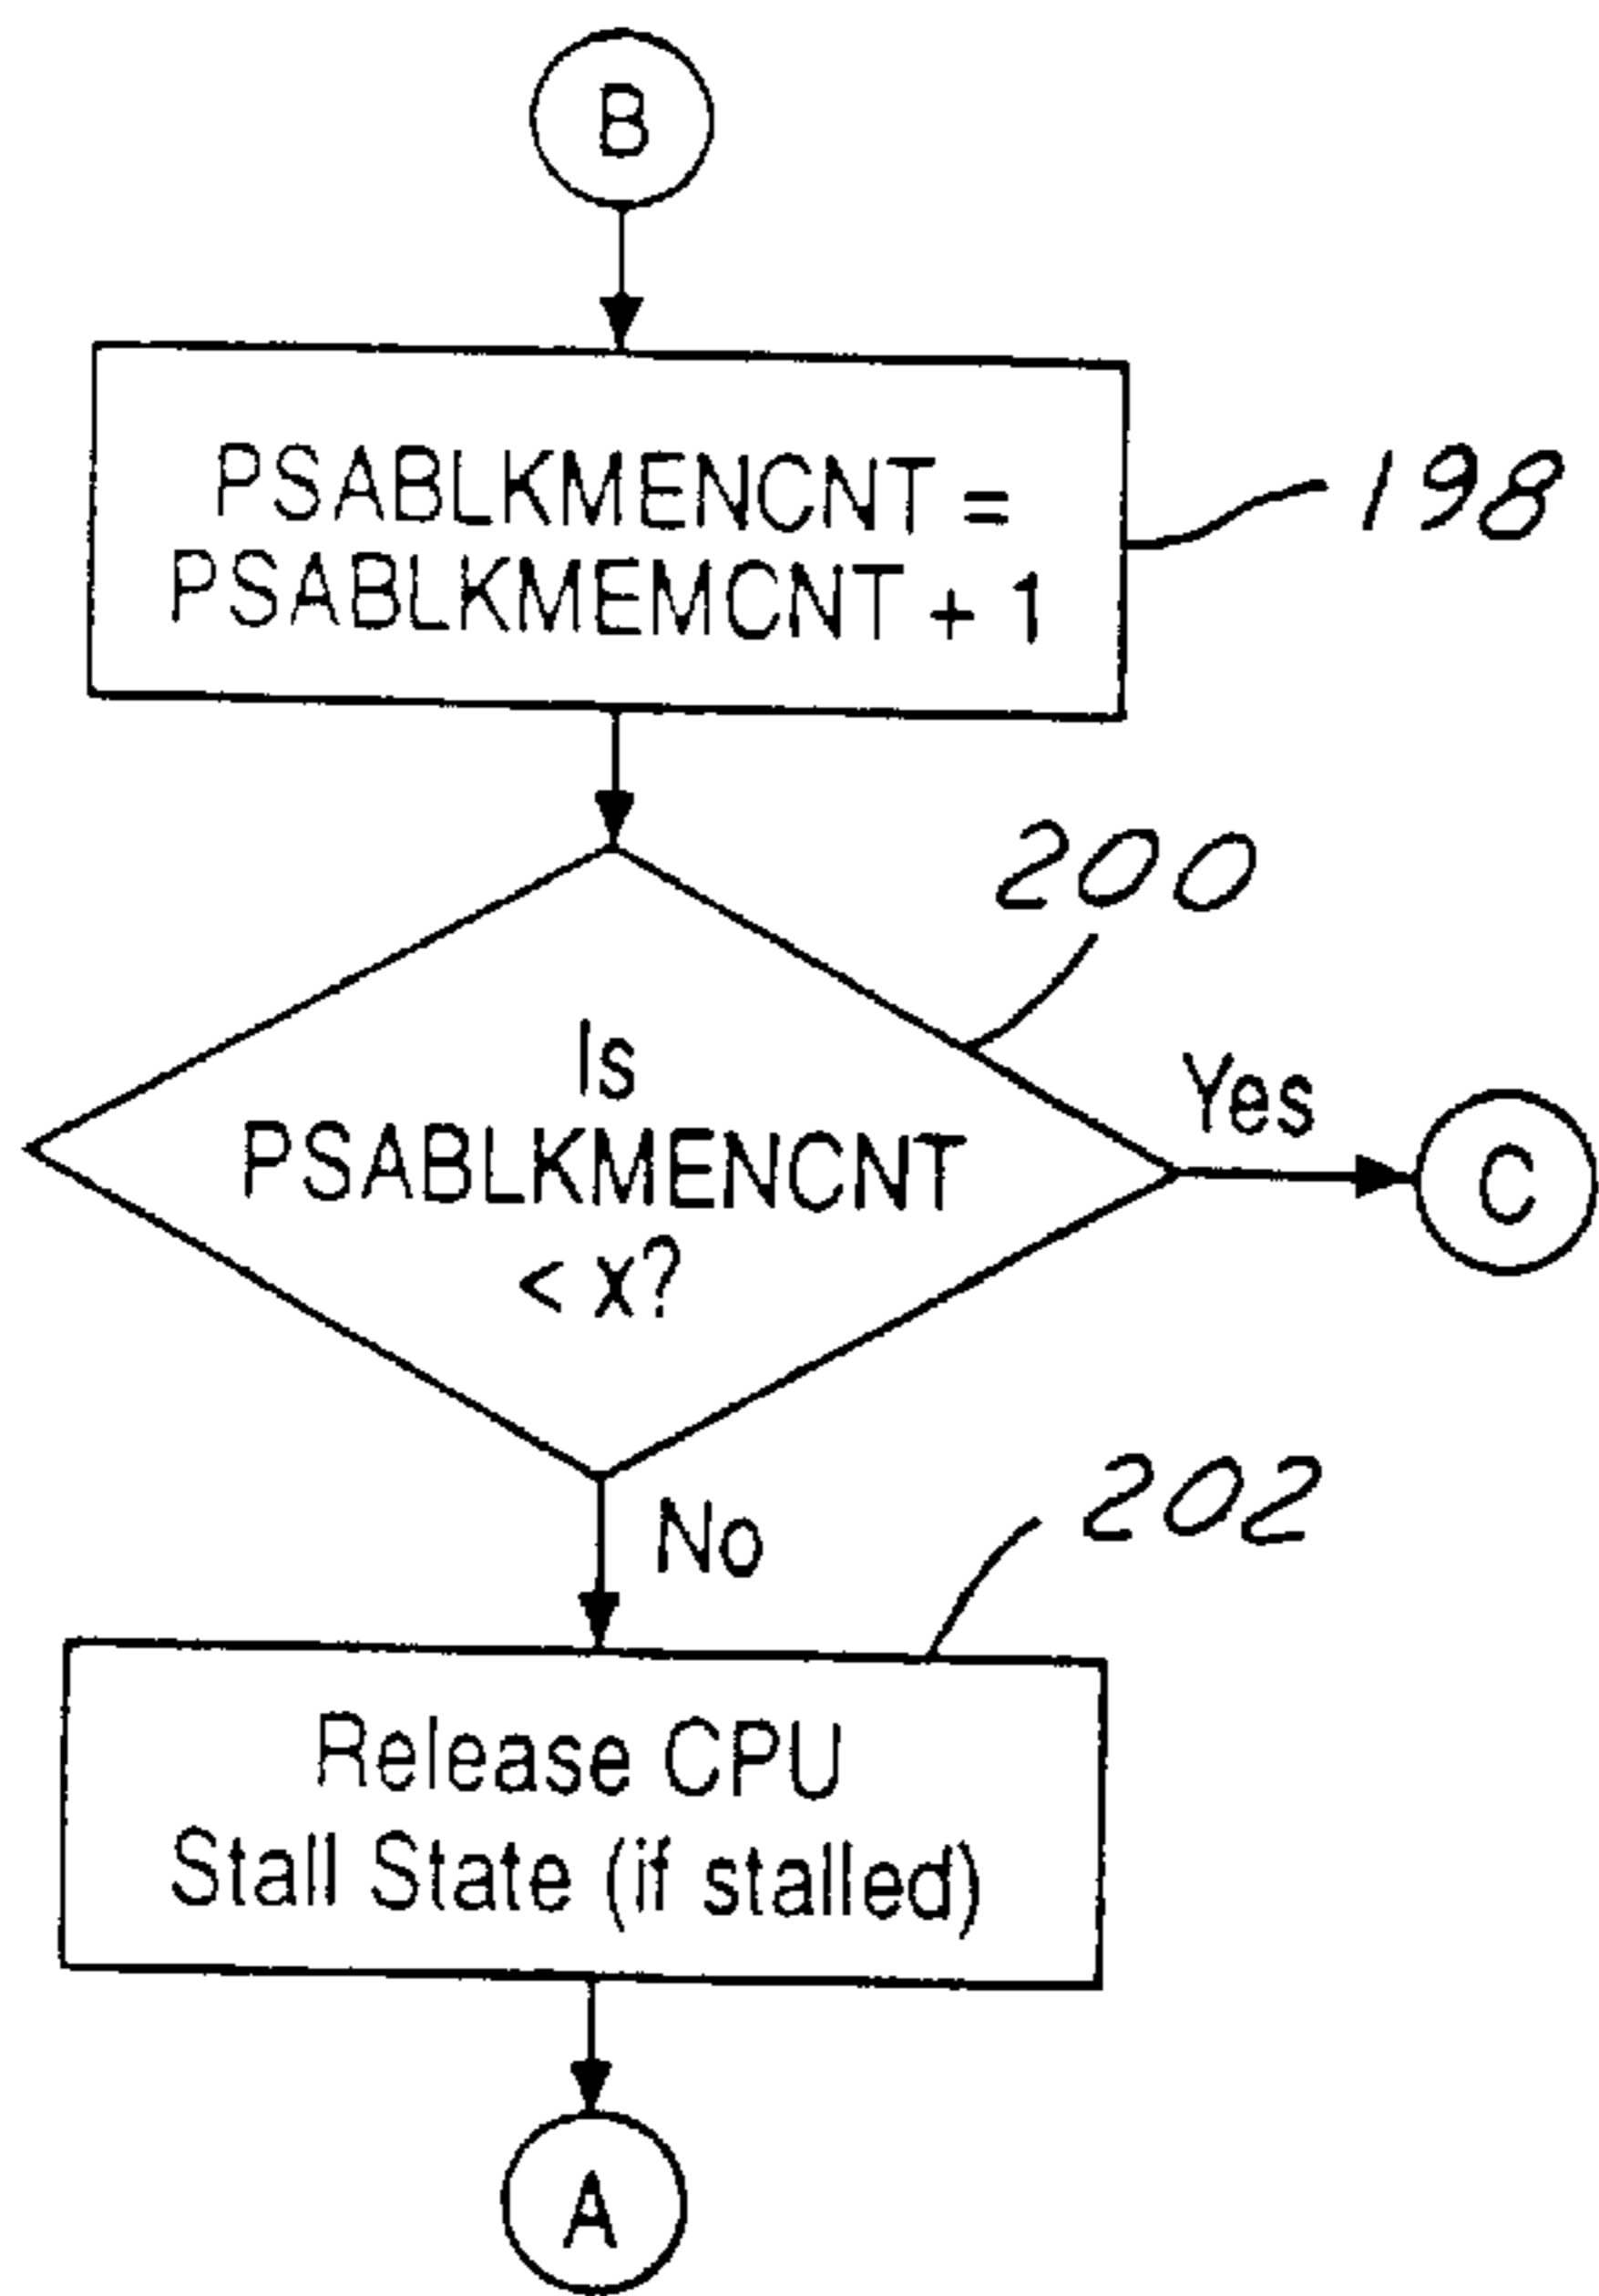 B
PSABLKMENCNT =
PSABLKMEMCNT + 1
198
200
Is
PSABLKMENCNT
< x?
Yes
C
No
202
Release CPU
Stall State (if stalled)
A